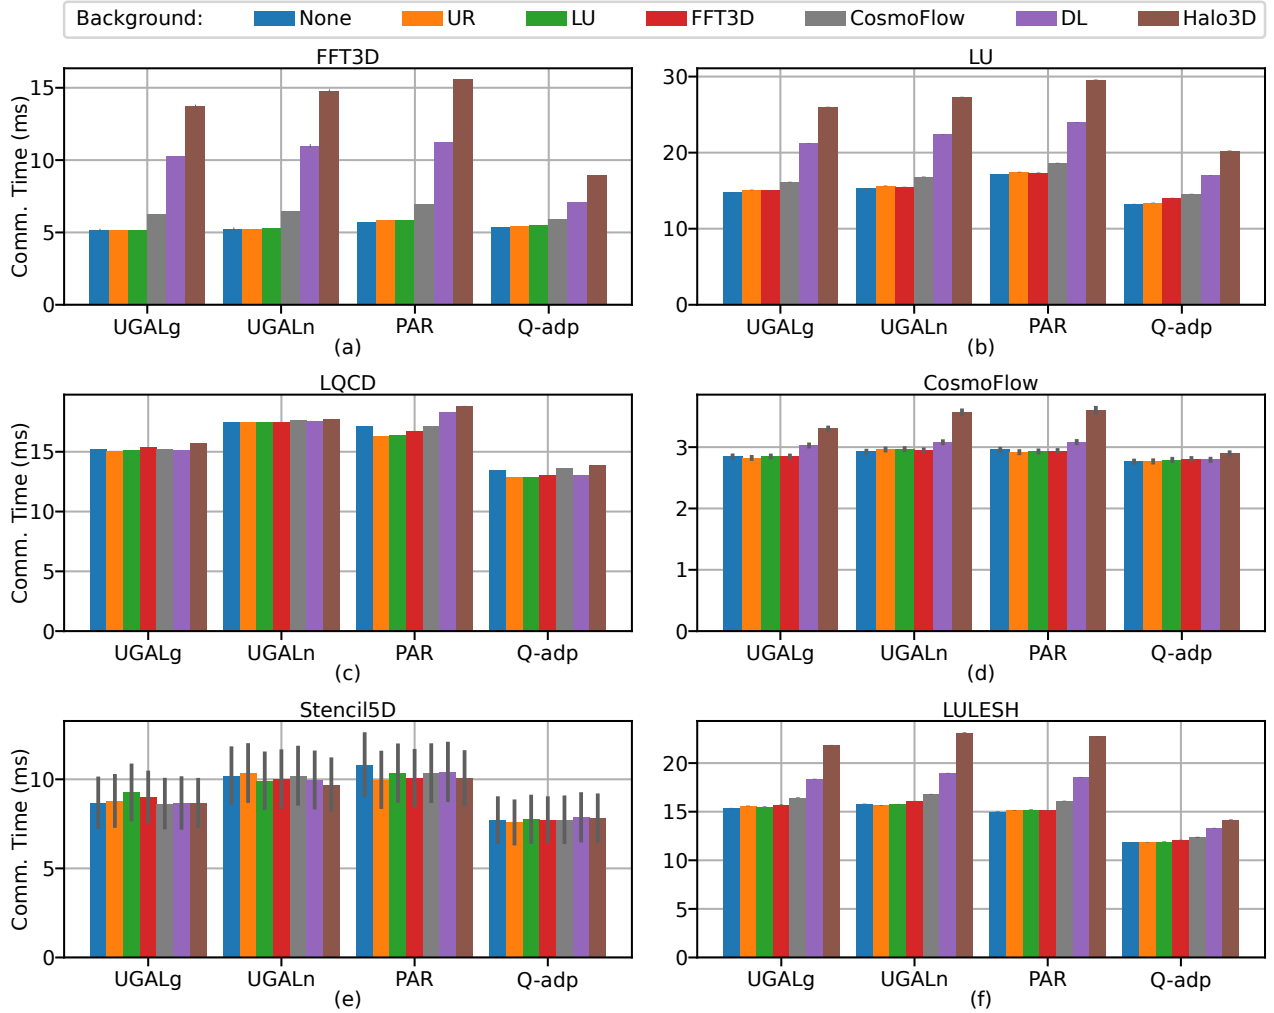 Background: None UR LU FFT3D CosmoFlow DL Halo3D
FFT3D
Comm. Time (ms)
15
10
5
0
UGALg UGALn PAR Q-adp
(a)
LU
30
20
10
0
UGALg UGALn PAR Q-adp
(b)
LQCD
Comm. Time (ms)
15
10
5
0
UGALg UGALn PAR Q-adp
(c)
CosmoFlow
3
2
1
0
UGALg UGALn PAR Q-adp
(d)
Stencil5D
Comm. Time (ms)
10
5
0
UGALg UGALn PAR Q-adp
(e)
LULESH
20
15
10
5
0
UGALg UGALn PAR Q-adp
(f)